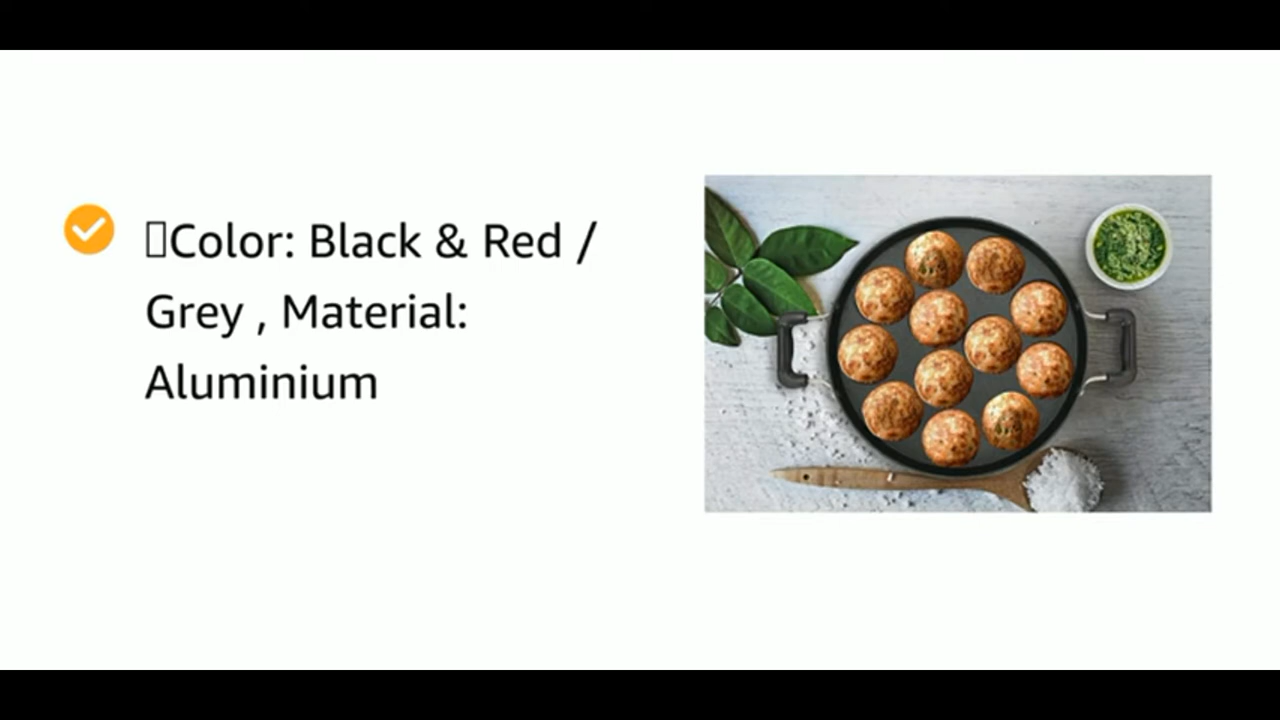 ▯Color: Black & Red /
Grey , Material:
Aluminium